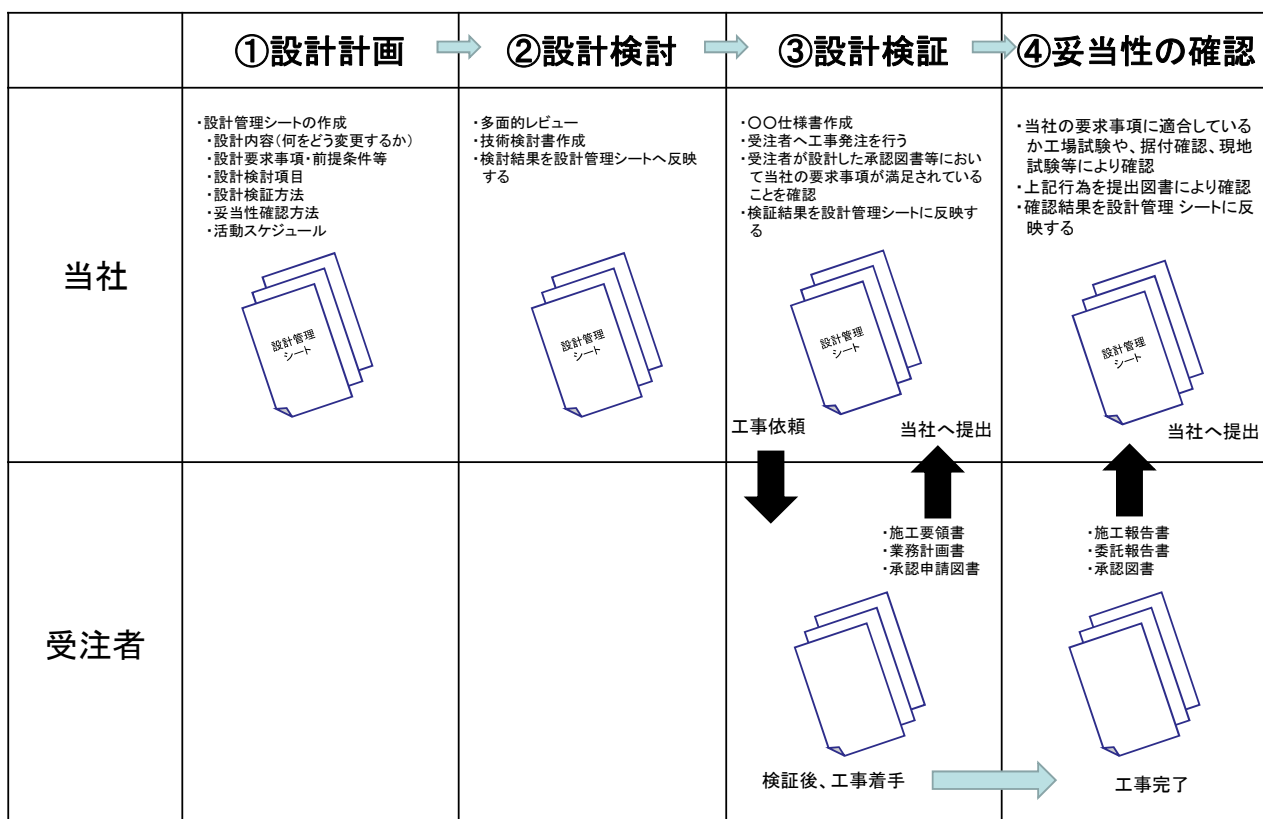 ①設計計画
②設計検討
③設計検証
④妥当性の確認
当社
・設計管理シートの作成
・設計内容(何をどう変更するか)
・設計要求事項・前提条件等
・設計検討項目
・設計検証方法
・妥当性確認方法
・活動スケジュール
設計管理
シート
・多面的レビュー
・技術検討書作成
・検討結果を設計管理シートへ反映
する
設計管理
シート
・〇〇仕様書作成
・受注者へ工事発注を行う
・受注者が設計した承認図書等におい
て当社の要求事項が満足されている
ことを確認
・検証結果を設計管理シートに反映す
る
設計管理
シート
工事依頼
当社へ提出
・当社の要求事項に適合している
か工場試験や、据付確認、現地
試験等により確認
・上記行為を提出図書により確認
・確認結果を設計管理 シートに反
映する
設計管理
シート
当社へ提出
受注者
・施工要領書
・業務計画書
・承認申請図書
検証後、工事着手
・施工報告書
・委託報告書
・承認図書
工事完了